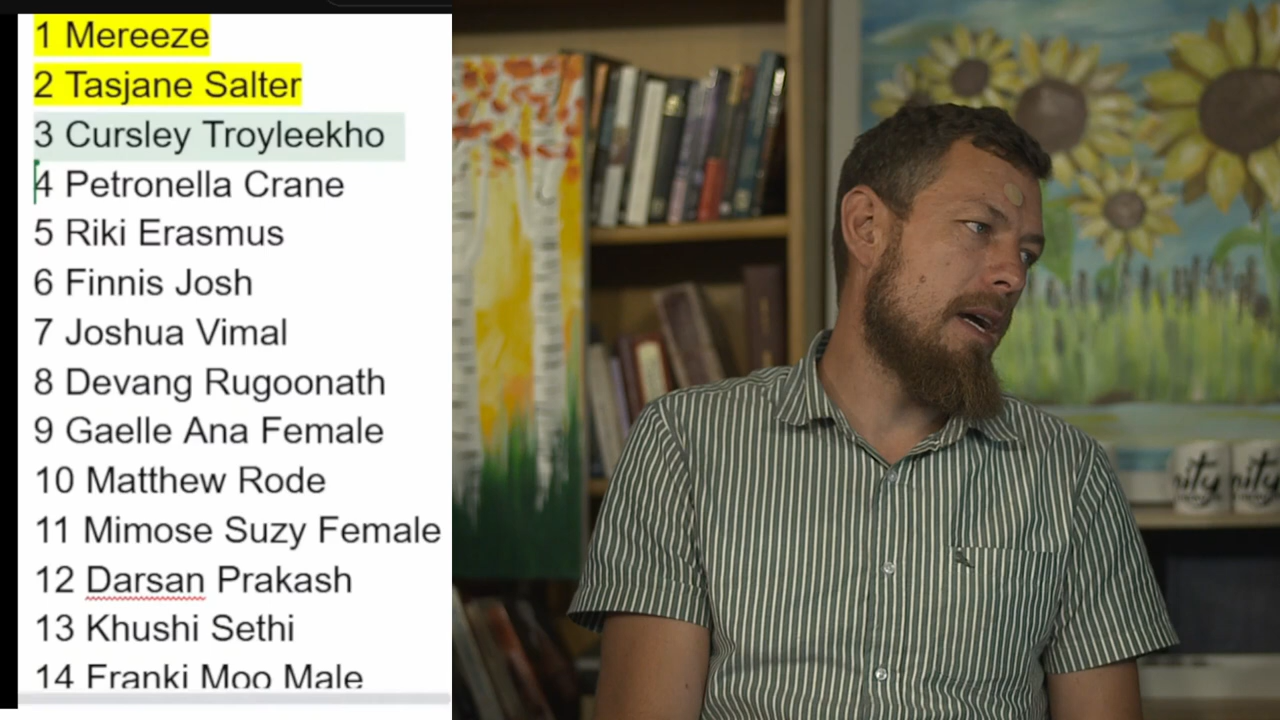 1 Mereeze
2 Tasjane Salter
3 Cursley Troyleekho
4 Petronella Crane
5 Riki Erasmus
6 Finnis Josh
7 Joshua Vimal
8 Devang Rugoonath
9 Gaelle Ana Female
10 Matthew Rode
11 Mimose Suzy Female
12 Darsan Prakash
13 Khushi Sethi
14 Franki Moo Male